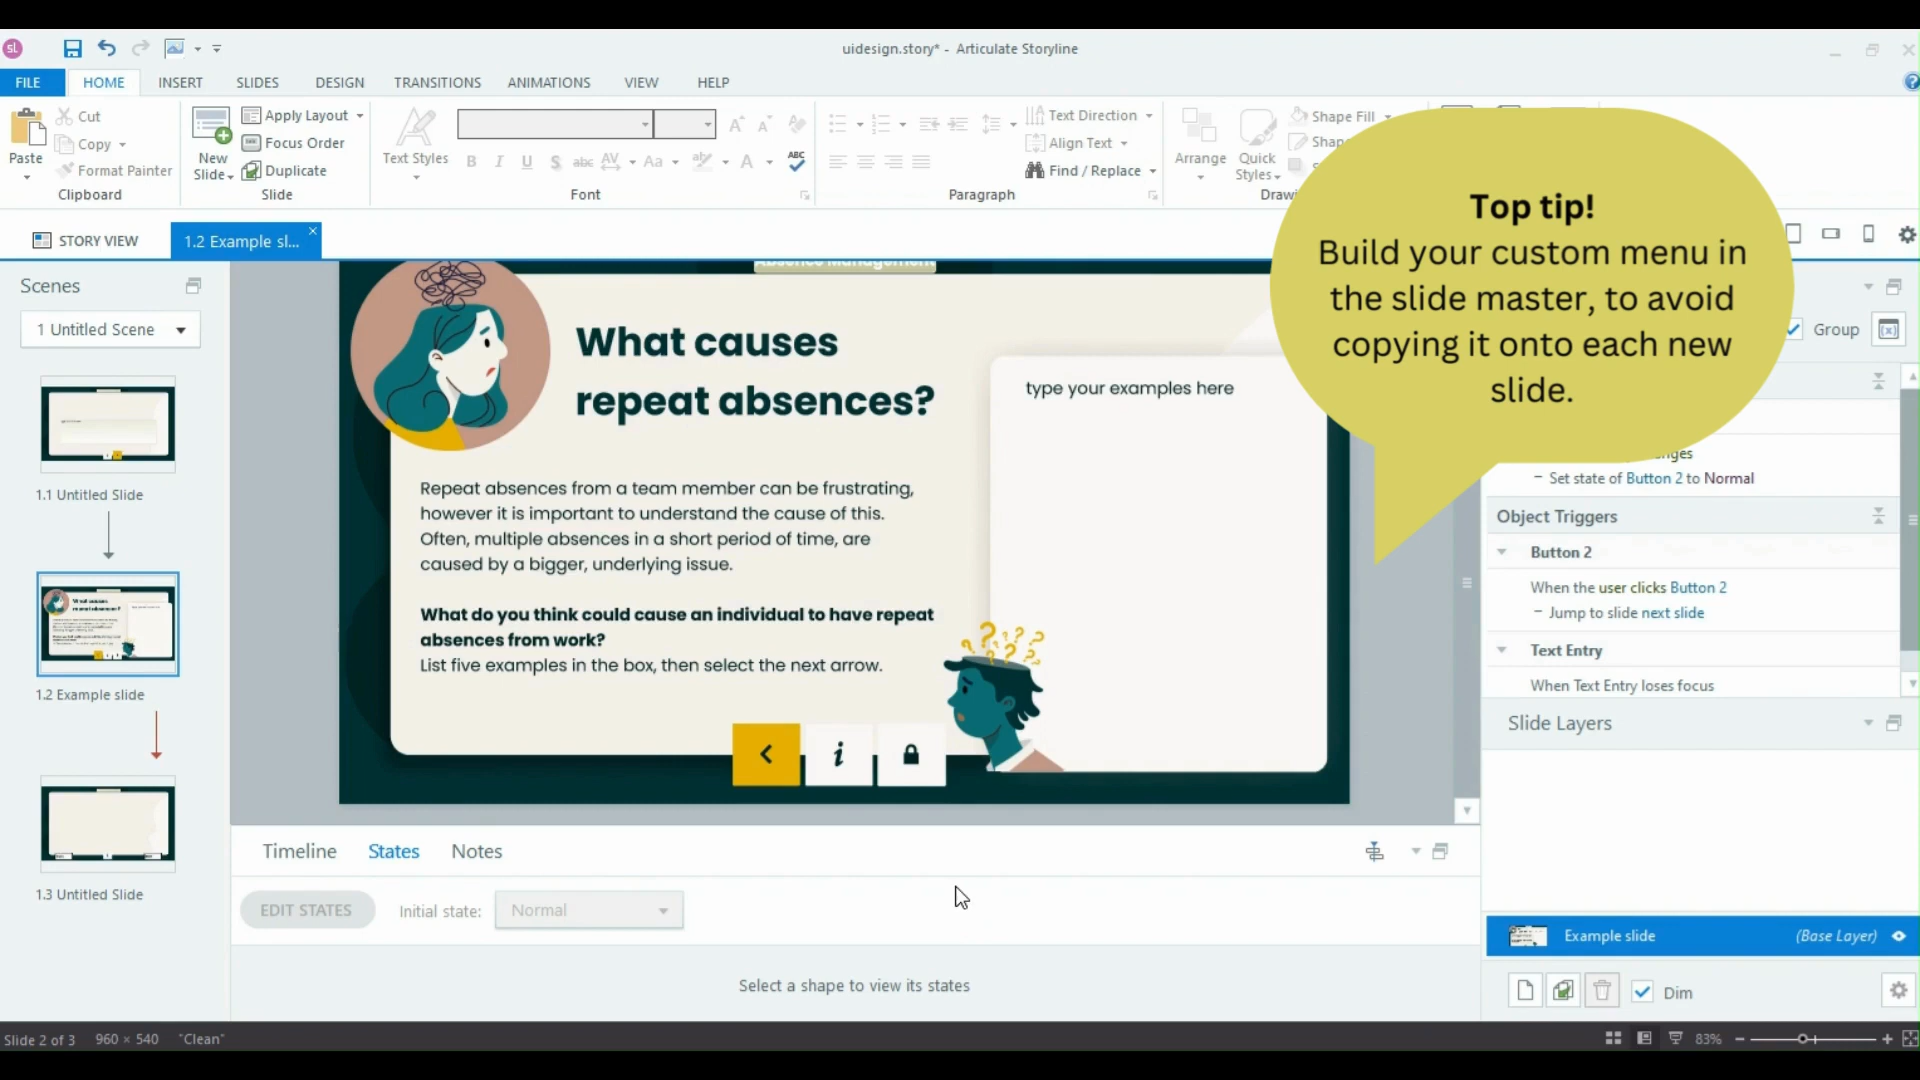 sl
uidesign.story* - Articulate Storyline
FILE HOME INSERT SLIDES DESIGN TRANSITIONS ANIMATIONS VIEW HELP
Paste
Cut
Copy
Format Painter
Clipboard
New
Slide
Apply Layout
Focus Order
Duplicate
Slide
Text Styles
B I U S abc AV Aa ab A ABC
Font
Text Direction
Align Text
Find / Replace
Paragraph
Arrange
Quick
Styles
Shape Fill
Top tip!
Build your custom menu in
the slide master, to avoid
copying it onto each new
slide.
STORY VIEW
1.2 Example sl...
Scenes
1 Untitled Scene
1.1 Untitled Slide
1.2 Example slide
1.3 Untitled Slide
Absence Management
What causes
repeat absences?
Repeat absences from a team member can be frustrating,
however it is important to understand the cause of this.
Often, multiple absences in a short period of time, are
caused by a bigger, underlying issue.
What do you think could cause an individual to have repeat
absences from work?
List five examples in the box, then select the next arrow.
type your examples here
i
Group
Set state of Button 2 to Normal
Object Triggers
Button 2
When the user clicks Button 2
Jump to slide next slide
Text Entry
When Text Entry loses focus
Slide Layers
Example slide (Base Layer)
Dim
Timeline States Notes
EDIT STATES Initial state: Normal
Select a shape to view its states
Slide 2 of 3 960 × 540 "Clean"
83%